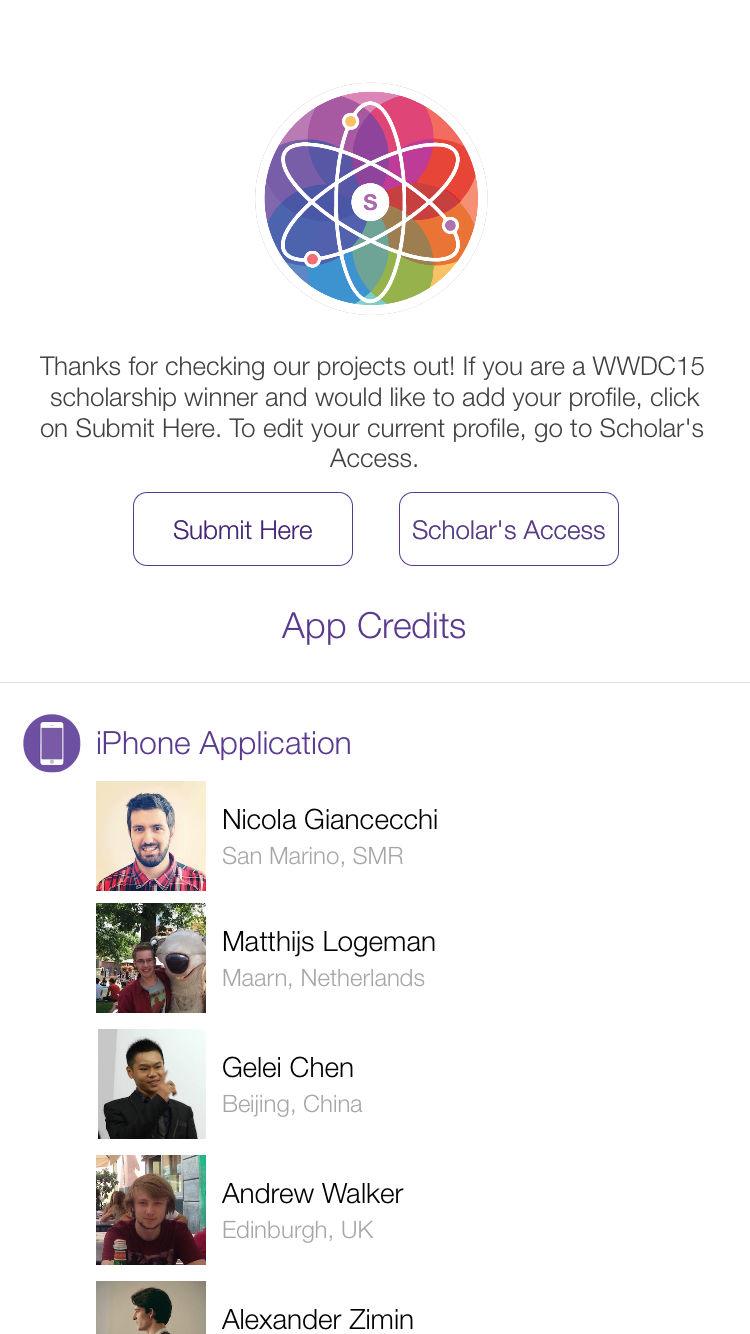 S
Thanks for checking our projects out! If you are a WWDC15
scholarship winner and would like to add your profile, click
on Submit Here. To edit your current profile, go to Scholar's
Access.
Submit Here
Scholar's Access
App Credits
iPhone Application
Nicola Giancecchi
San Marino, SMR
Matthijs Logeman
Maarn, Netherlands
Gelei Chen
Beijing, China
Andrew Walker
Edinburgh, UK
Alexander Zimin